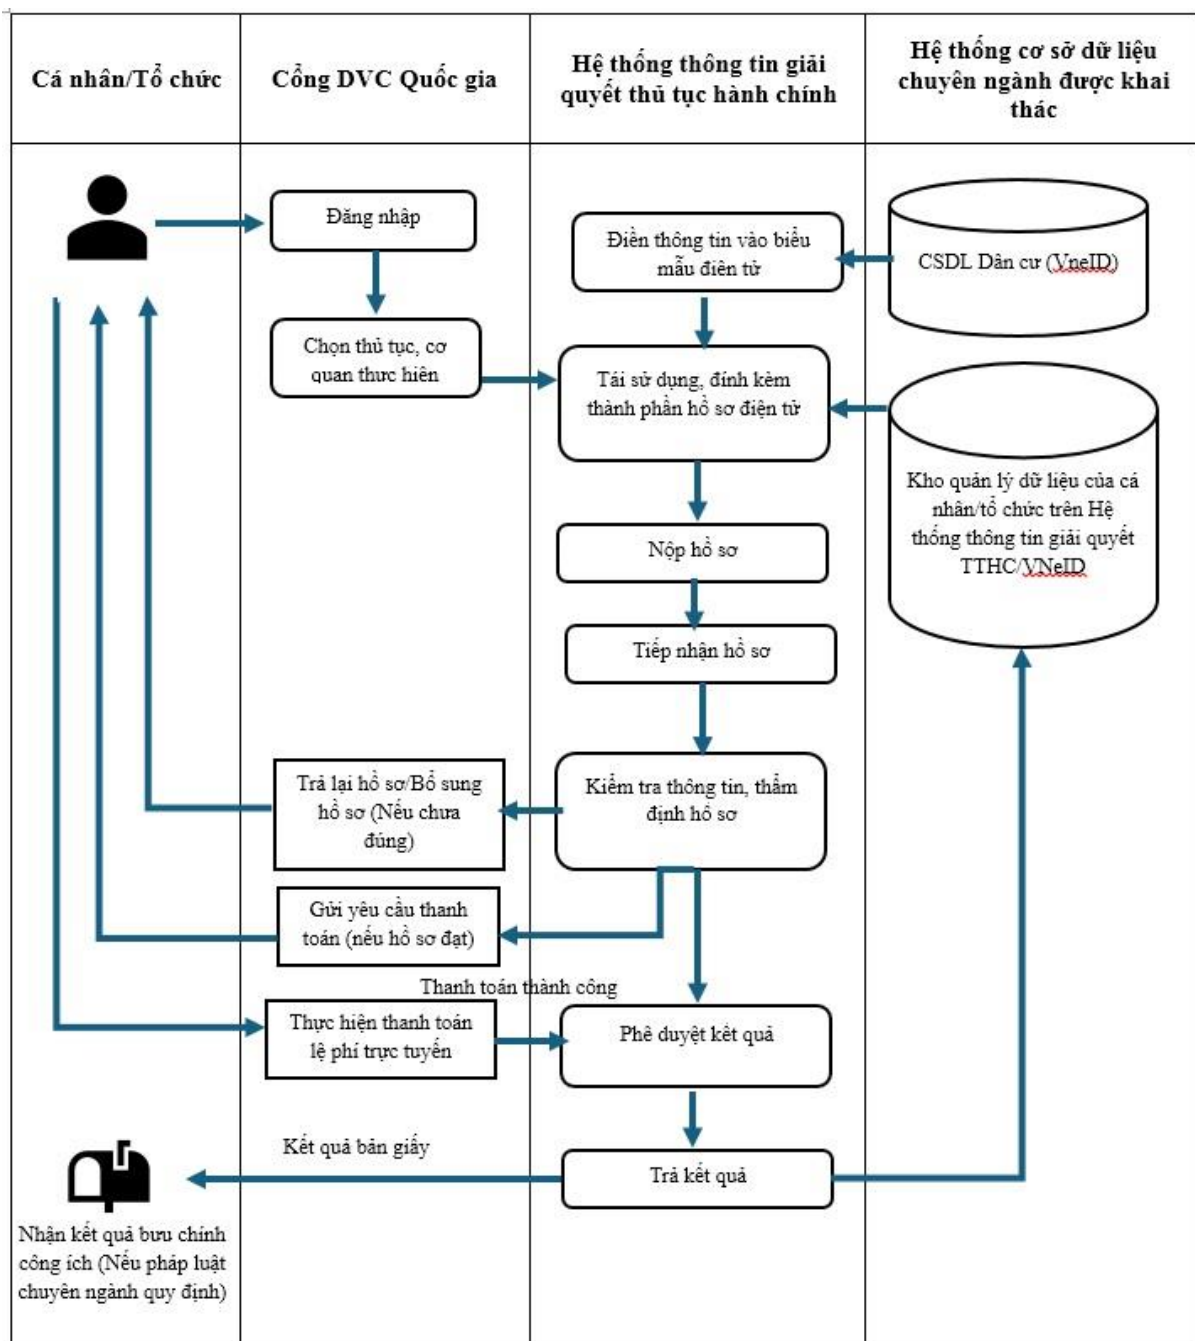 Cá nhân/Tổ chức
Cổng DVC Quốc gia
Hệ thống thông tin giải
quyết thủ tục hành chính
Hệ thống cơ sở dữ liệu
chuyên ngành được khai
thác
Đăng nhập
Điền thông tin vào biểu
mẫu điện tử
CSDL Dân cư (VneID)
Chọn thủ tục, cơ
quan thực hiện
Tái sử dụng, đính kèm
thành phần hồ sơ điện tử
Kho quản lý dữ liệu của cá
nhân/tổ chức trên Hệ
thống thông tin giải quyết
TTHC/VNeID
Nộp hồ sơ
Tiếp nhận hồ sơ
Trả lại hồ sơ/Bổ sung
hồ sơ (Nếu chưa
đúng)
Kiểm tra thông tin, thẩm
định hồ sơ
Gửi yêu cầu thanh
toán (nếu hồ sơ đạt)
Thanh toán thành công
Thực hiện thanh toán
lệ phí trực tuyến
Phê duyệt kết quả
Kết quả bản giấy
Trả kết quả
Nhận kết quả bưu chính
công ích (Nếu pháp luật
chuyên ngành quy định)